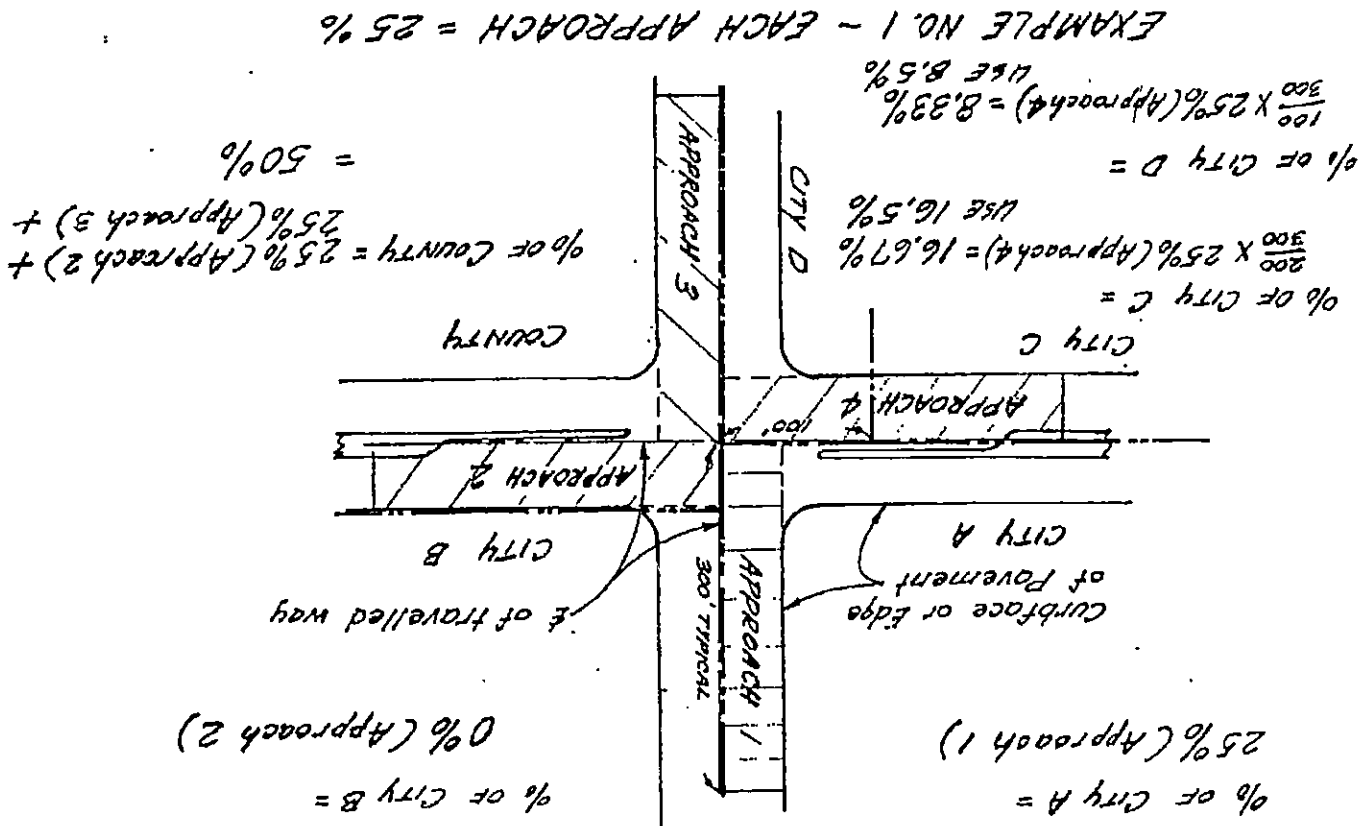 % OF CITY A =
25% (Approach 1)
% OF CITY B =
0% (Approach 2)
Curbface or Edge
of Pavement
CITY A
APPROACH 1
300' TYPICAL
℄ of travelled way
CITY B
APPROACH 2
APPROACH 4
100'
CITY C
COUNTY
% OF CITY C =
200/300 X 25% (Approach 4) = 16.67%
USE 16.5%
% OF CITY D =
100/300 X 25% (Approach 4) = 8.33%
USE 8.5%
CITY D
APPROACH 3
% OF COUNTY = 25% (Approach 2) +
25% (Approach 3) +
= 50%
EXAMPLE NO. 1 - EACH APPROACH = 25%